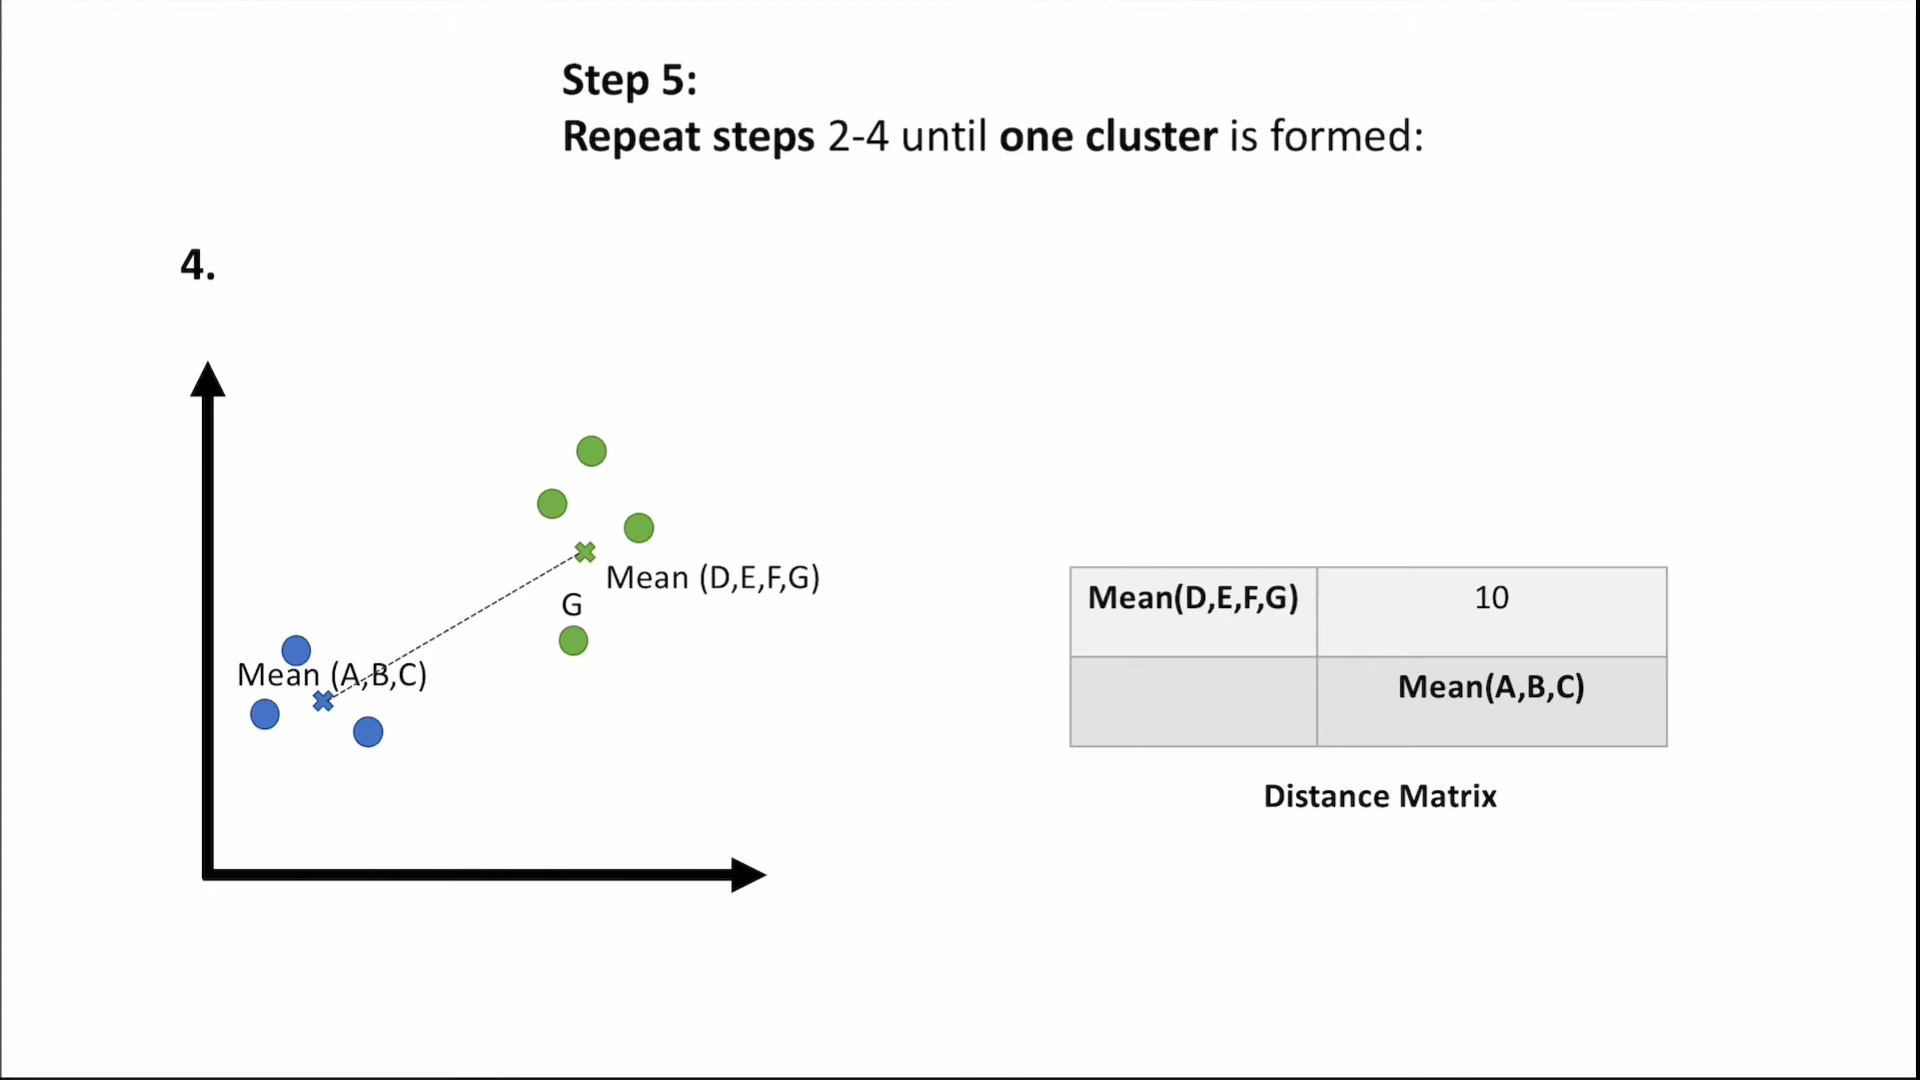 Step 5:
Repeat steps 2-4 until one cluster is formed:
4.
Mean (D,E,F,G)
G
Mean (A,B,C)
Mean(D,E,F,G) 10
Mean(A,B,C)
Distance Matrix